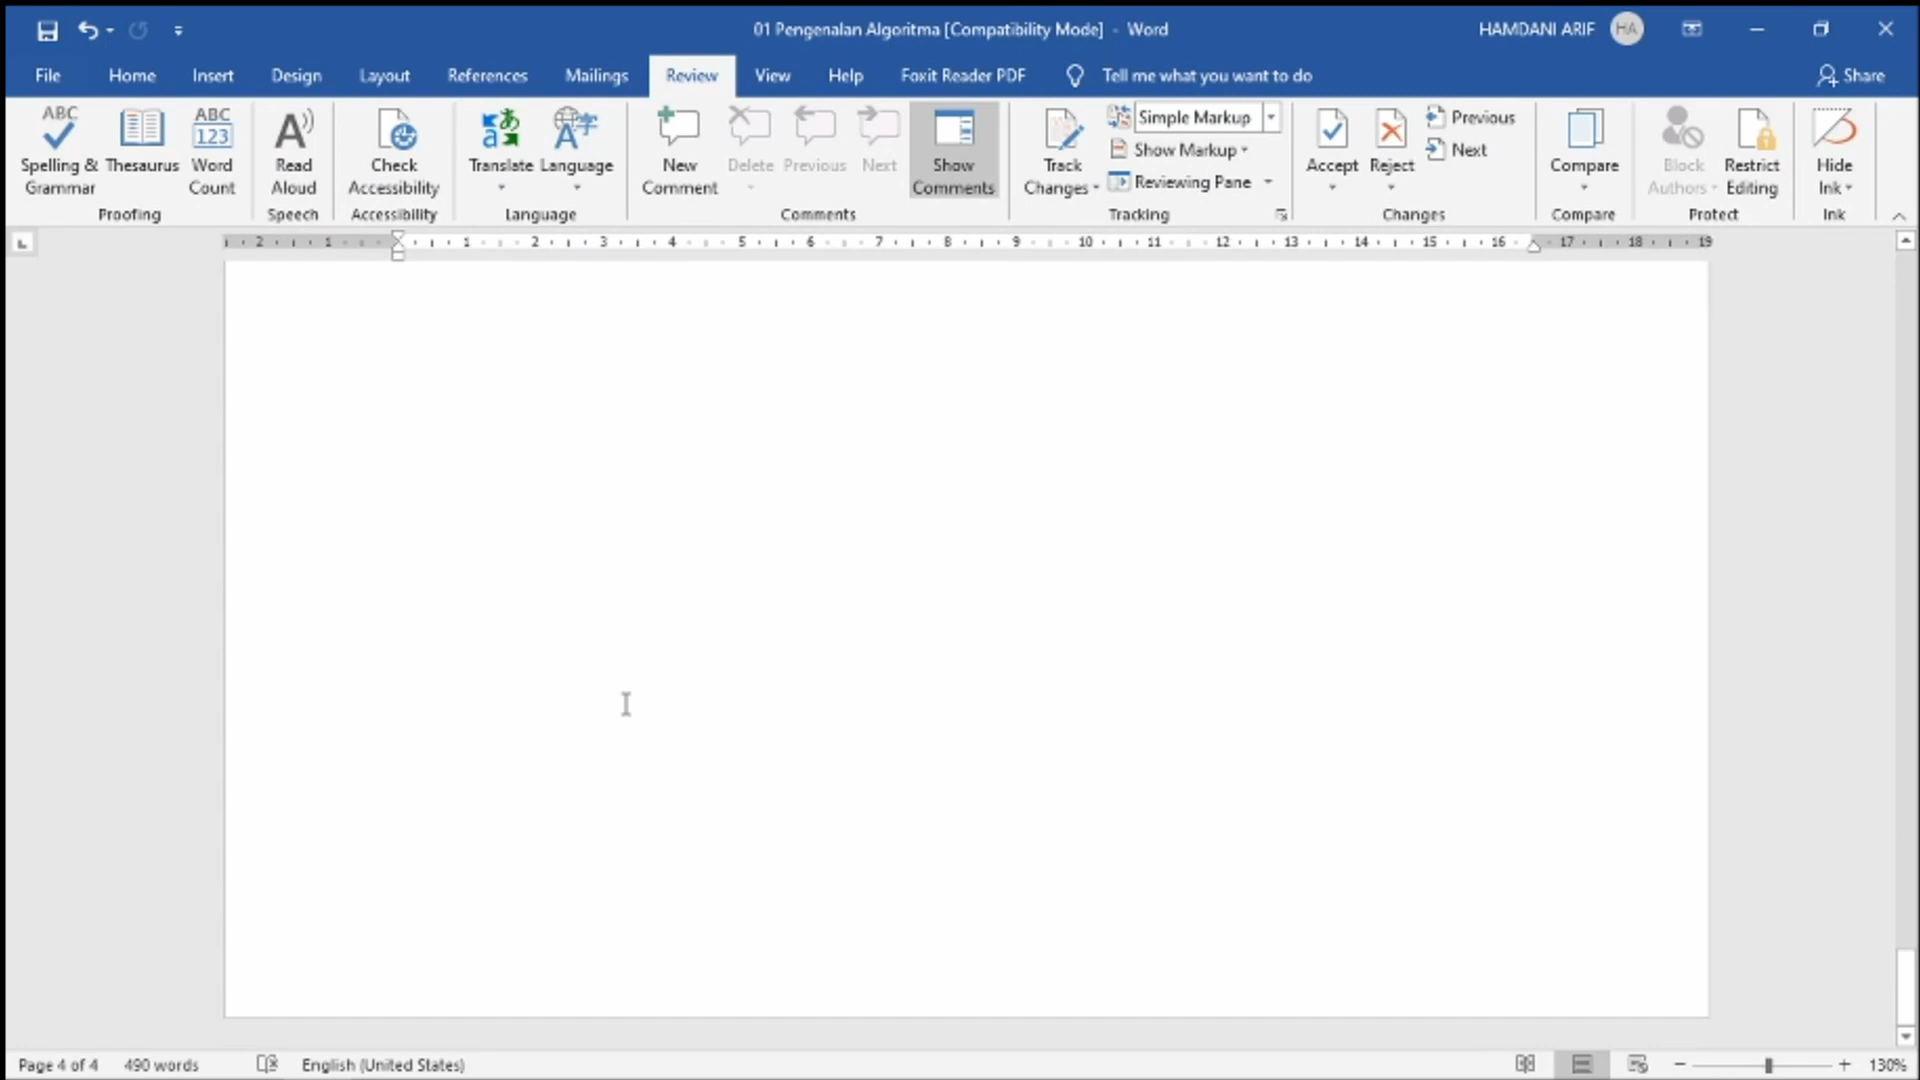 01 Pengenalan Algoritma [Compatibility Mode] - Word
HAMDANI ARIF
HA
File
Home
Insert
Design
Layout
References
Mailings
Review
View
Help
Foxit Reader PDF
Tell me what you want to do
Share
ABC
Spelling &
Grammar
Thesaurus
ABC
123
Word
Count
Proofing
A
Read
Aloud
Speech
Check
Accessibility
Accessibility
あ
a
Translate
A字
Language
Language
New
Comment
Delete
Previous
Next
Show
Comments
Comments
Track
Changes
Simple Markup
Show Markup
Reviewing Pane
Tracking
Accept
Reject
Previous
Next
Changes
Compare
Compare
Block
Authors
Restrict
Editing
Protect
Hide
Ink
Ink
L
2 1 1 2 3 4 5 6 7 8 9 10 11 12 13 14 15 16 17 18 19
Page 4 of 4
490 words
English (United States)
130%